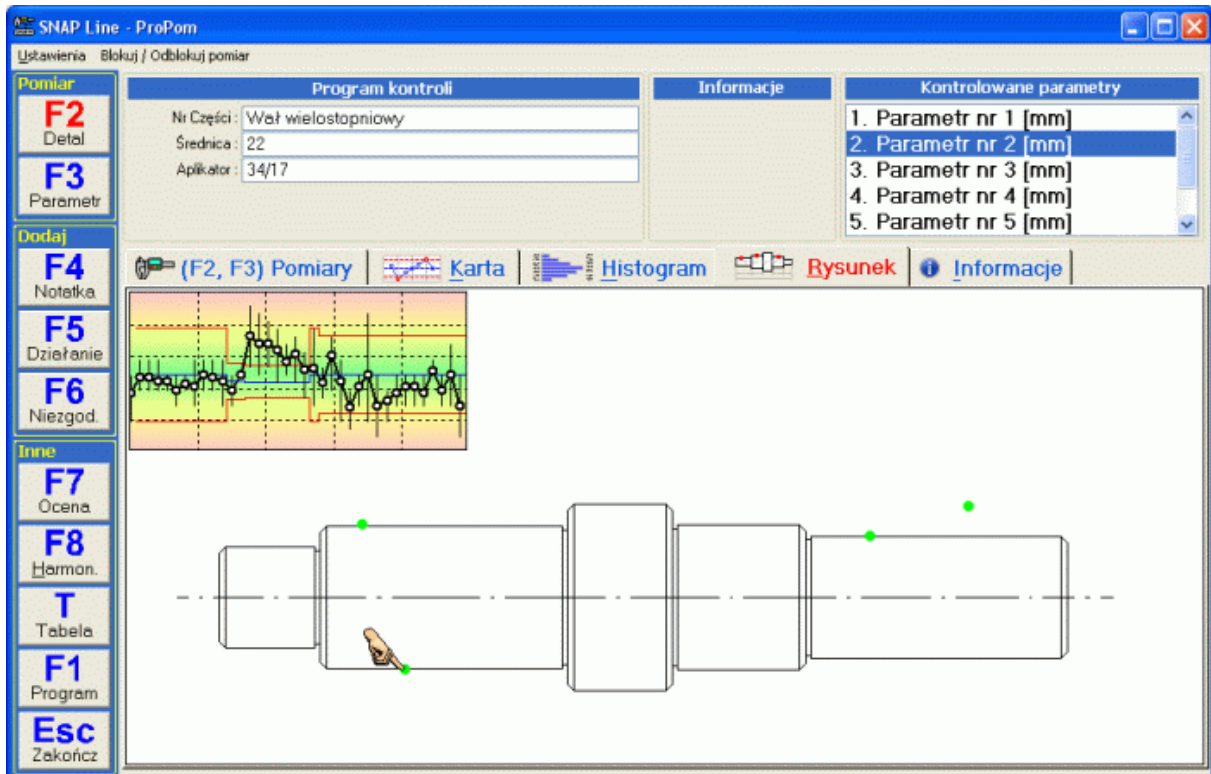 SNAP Line - ProPom
Ustawienia Blokuj / Odblokuj pomiar
Pomiar
F2
Detal
F3
Parametr
Dodaj
F4
Notatka
F5
Działanie
F6
Niezgod.
Inne
F7
Ocena
F8
Harmon.
T
Tabela
F1
Program
Esc
Zakończ
Program kontroli
Nr Części : Wał wielostopniowy
Średnica : 22
Aplikator : 34/17
Informacje
Kontrolowane parametry
1. Parametr nr 1 [mm]
2. Parametr nr 2 [mm]
3. Parametr nr 3 [mm]
4. Parametr nr 4 [mm]
5. Parametr nr 5 [mm]
(F2, F3) Pomiary Karta Histogram Rysunek Informacje